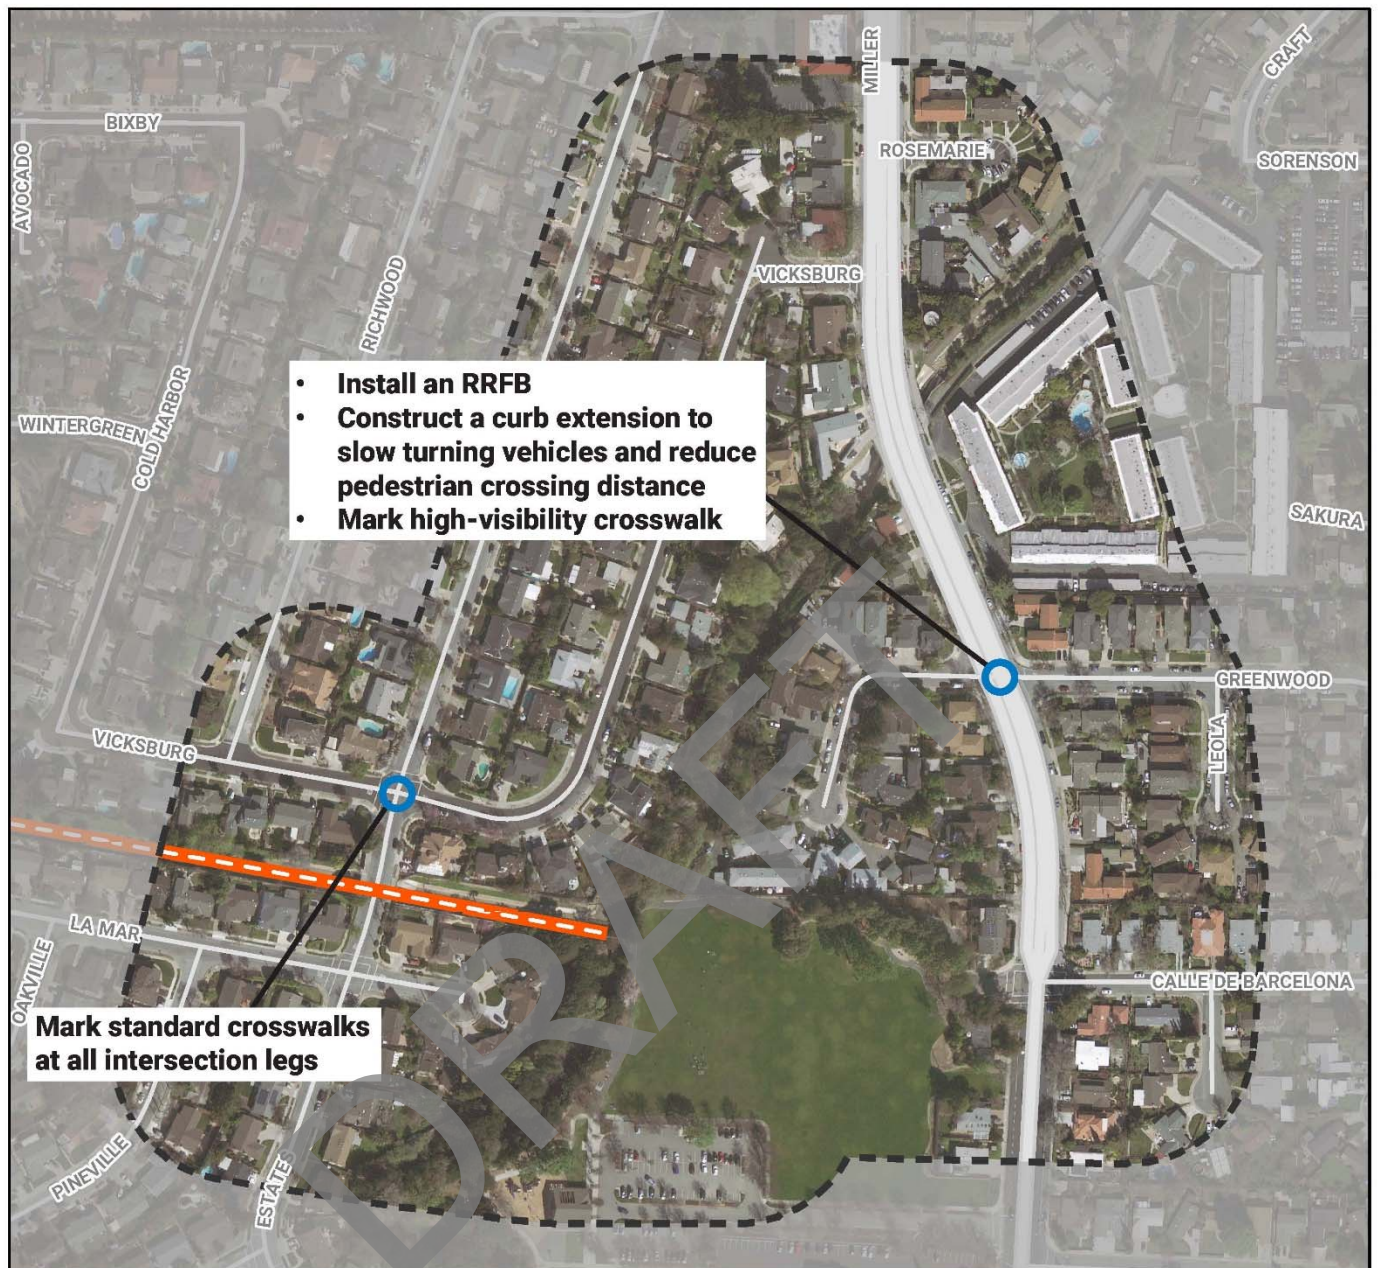 MILLER
CRAFT
BIXBY
AVOCADO
ROSEMARIE
SORENSON
VICKSBURG
RICHWOOD
• Install an RRFB
• Construct a curb extension to
slow turning vehicles and reduce
pedestrian crossing distance
• Mark high-visibility crosswalk
COLD HARBOR
WINTERGREEN
SAKURA
GREENWOOD
LEOLA
VICKSBURG
LA MAR
OAKVILLE
CALLE DE BARCELONA
Mark standard crosswalks
at all intersection legs
PINEVILLE
ESTATES
DRAFT